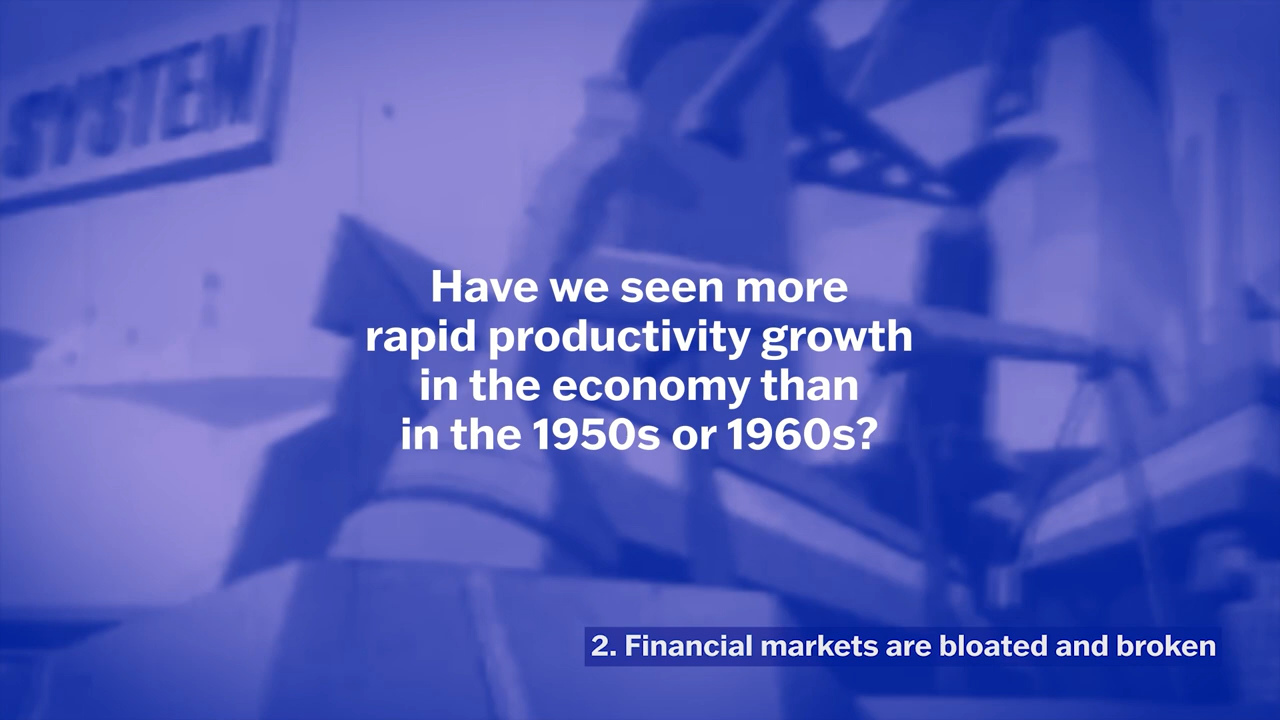 SYSTEM
Have we seen more
rapid productivity growth
in the economy than
in the 1950s or 1960s?
2. Financial markets are bloated and broken